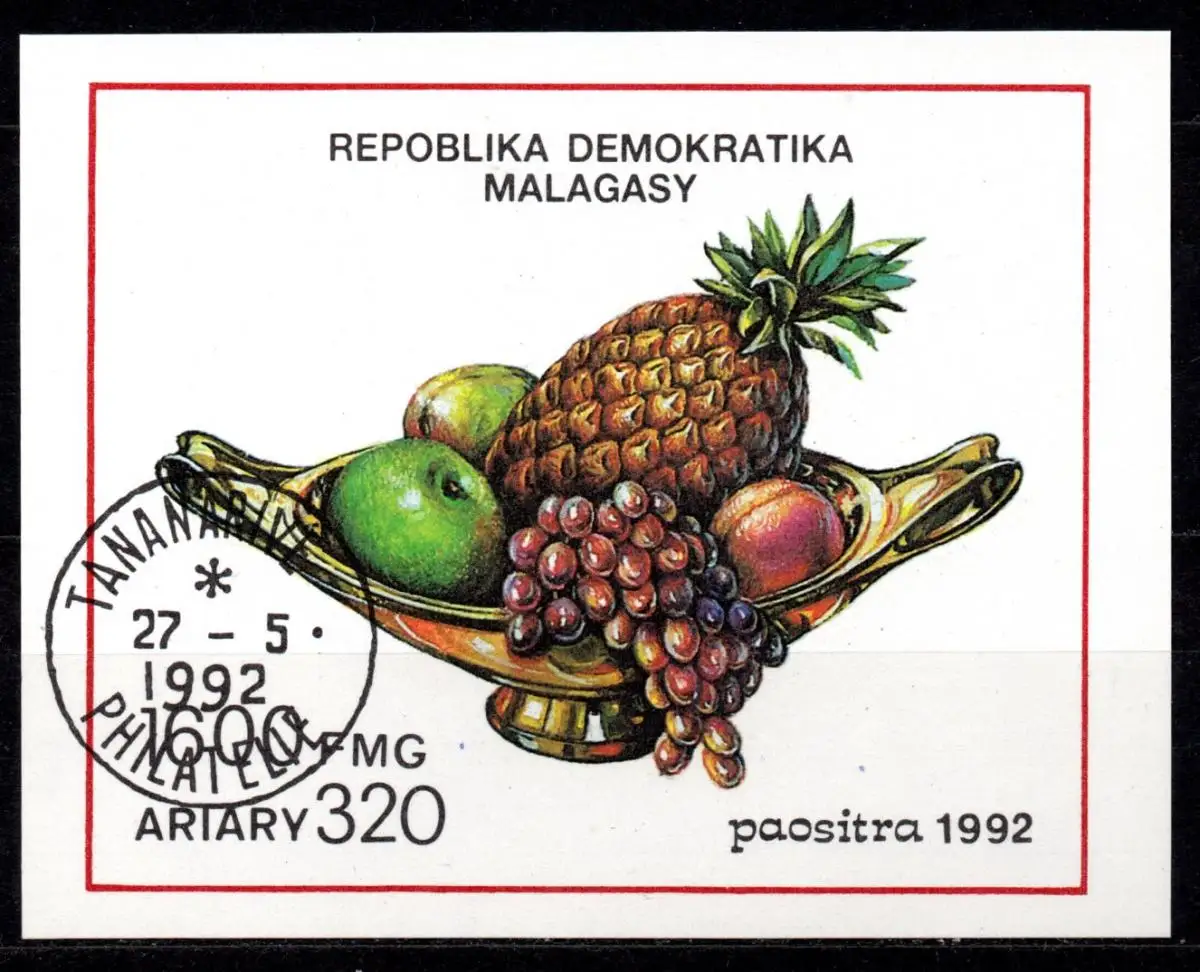 REPOBLIKA DEMOKRATIKA
MALAGASY
TANANARIVE
*
27 - 5 •
1992
PHILATELIE
1600 FMG
ARIARY 320
paositra 1992